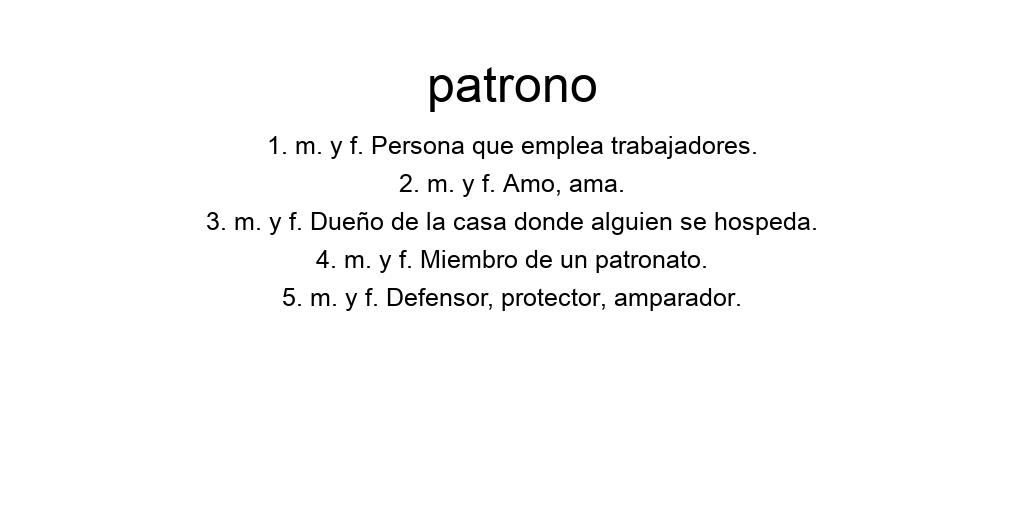 patrono
1. m. y f. Persona que emplea trabajadores.
2. m. y f. Amo, ama.
3. m. y f. Dueño de la casa donde alguien se hospeda.
4. m. y f. Miembro de un patronato.
5. m. y f. Defensor, protector, amparador.